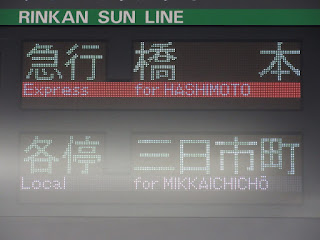 RINKAN SUN LINE
急行 橋 本
Express for HASHIMOTO
各停 三日市町
Local for MIKKAICHICHŌ